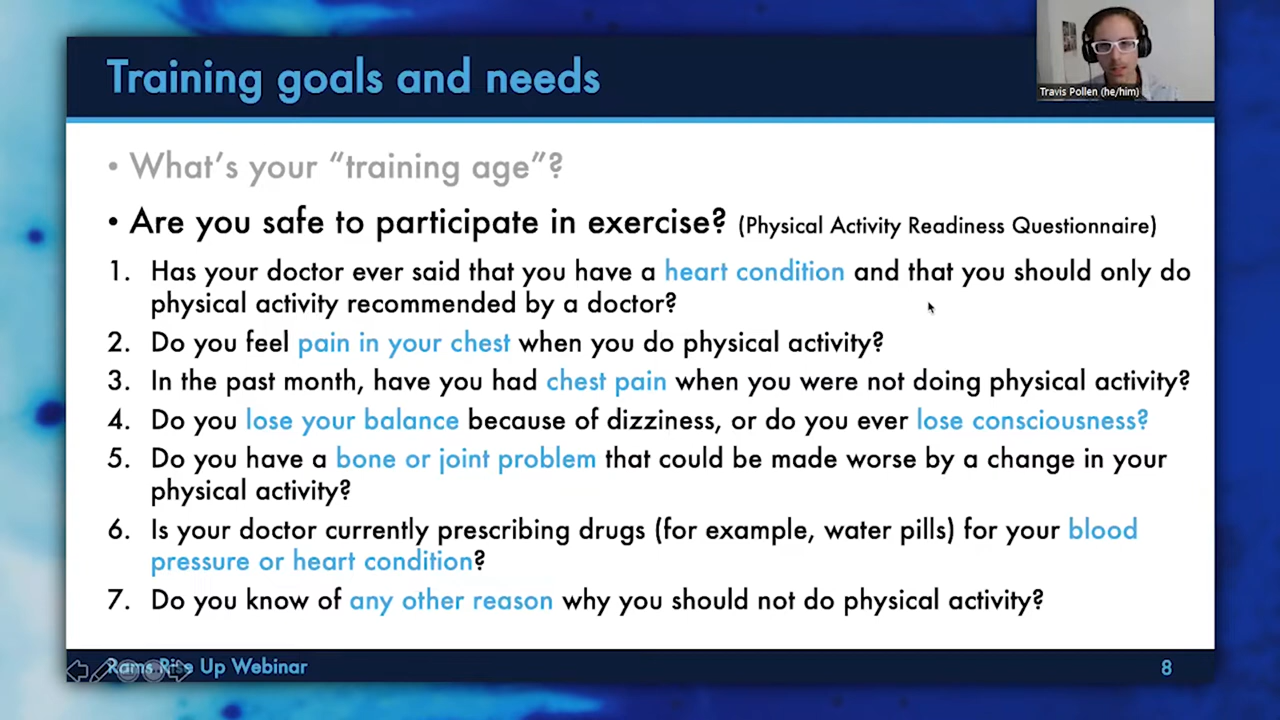 Training goals and needs
Travis Pollen (he/him)
• What's your “training age”?
• Are you safe to participate in exercise? (Physical Activity Readiness Questionnaire)
1. Has your doctor ever said that you have a heart condition and that you should only do
physical activity recommended by a doctor?
2. Do you feel pain in your chest when you do physical activity?
3. In the past month, have you had chest pain when you were not doing physical activity?
4. Do you lose your balance because of dizziness, or do you ever lose consciousness?
5. Do you have a bone or joint problem that could be made worse by a change in your
physical activity?
6. Is your doctor currently prescribing drugs (for example, water pills) for your blood
pressure or heart condition?
7. Do you know of any other reason why you should not do physical activity?
Rams Rise Up Webinar
8